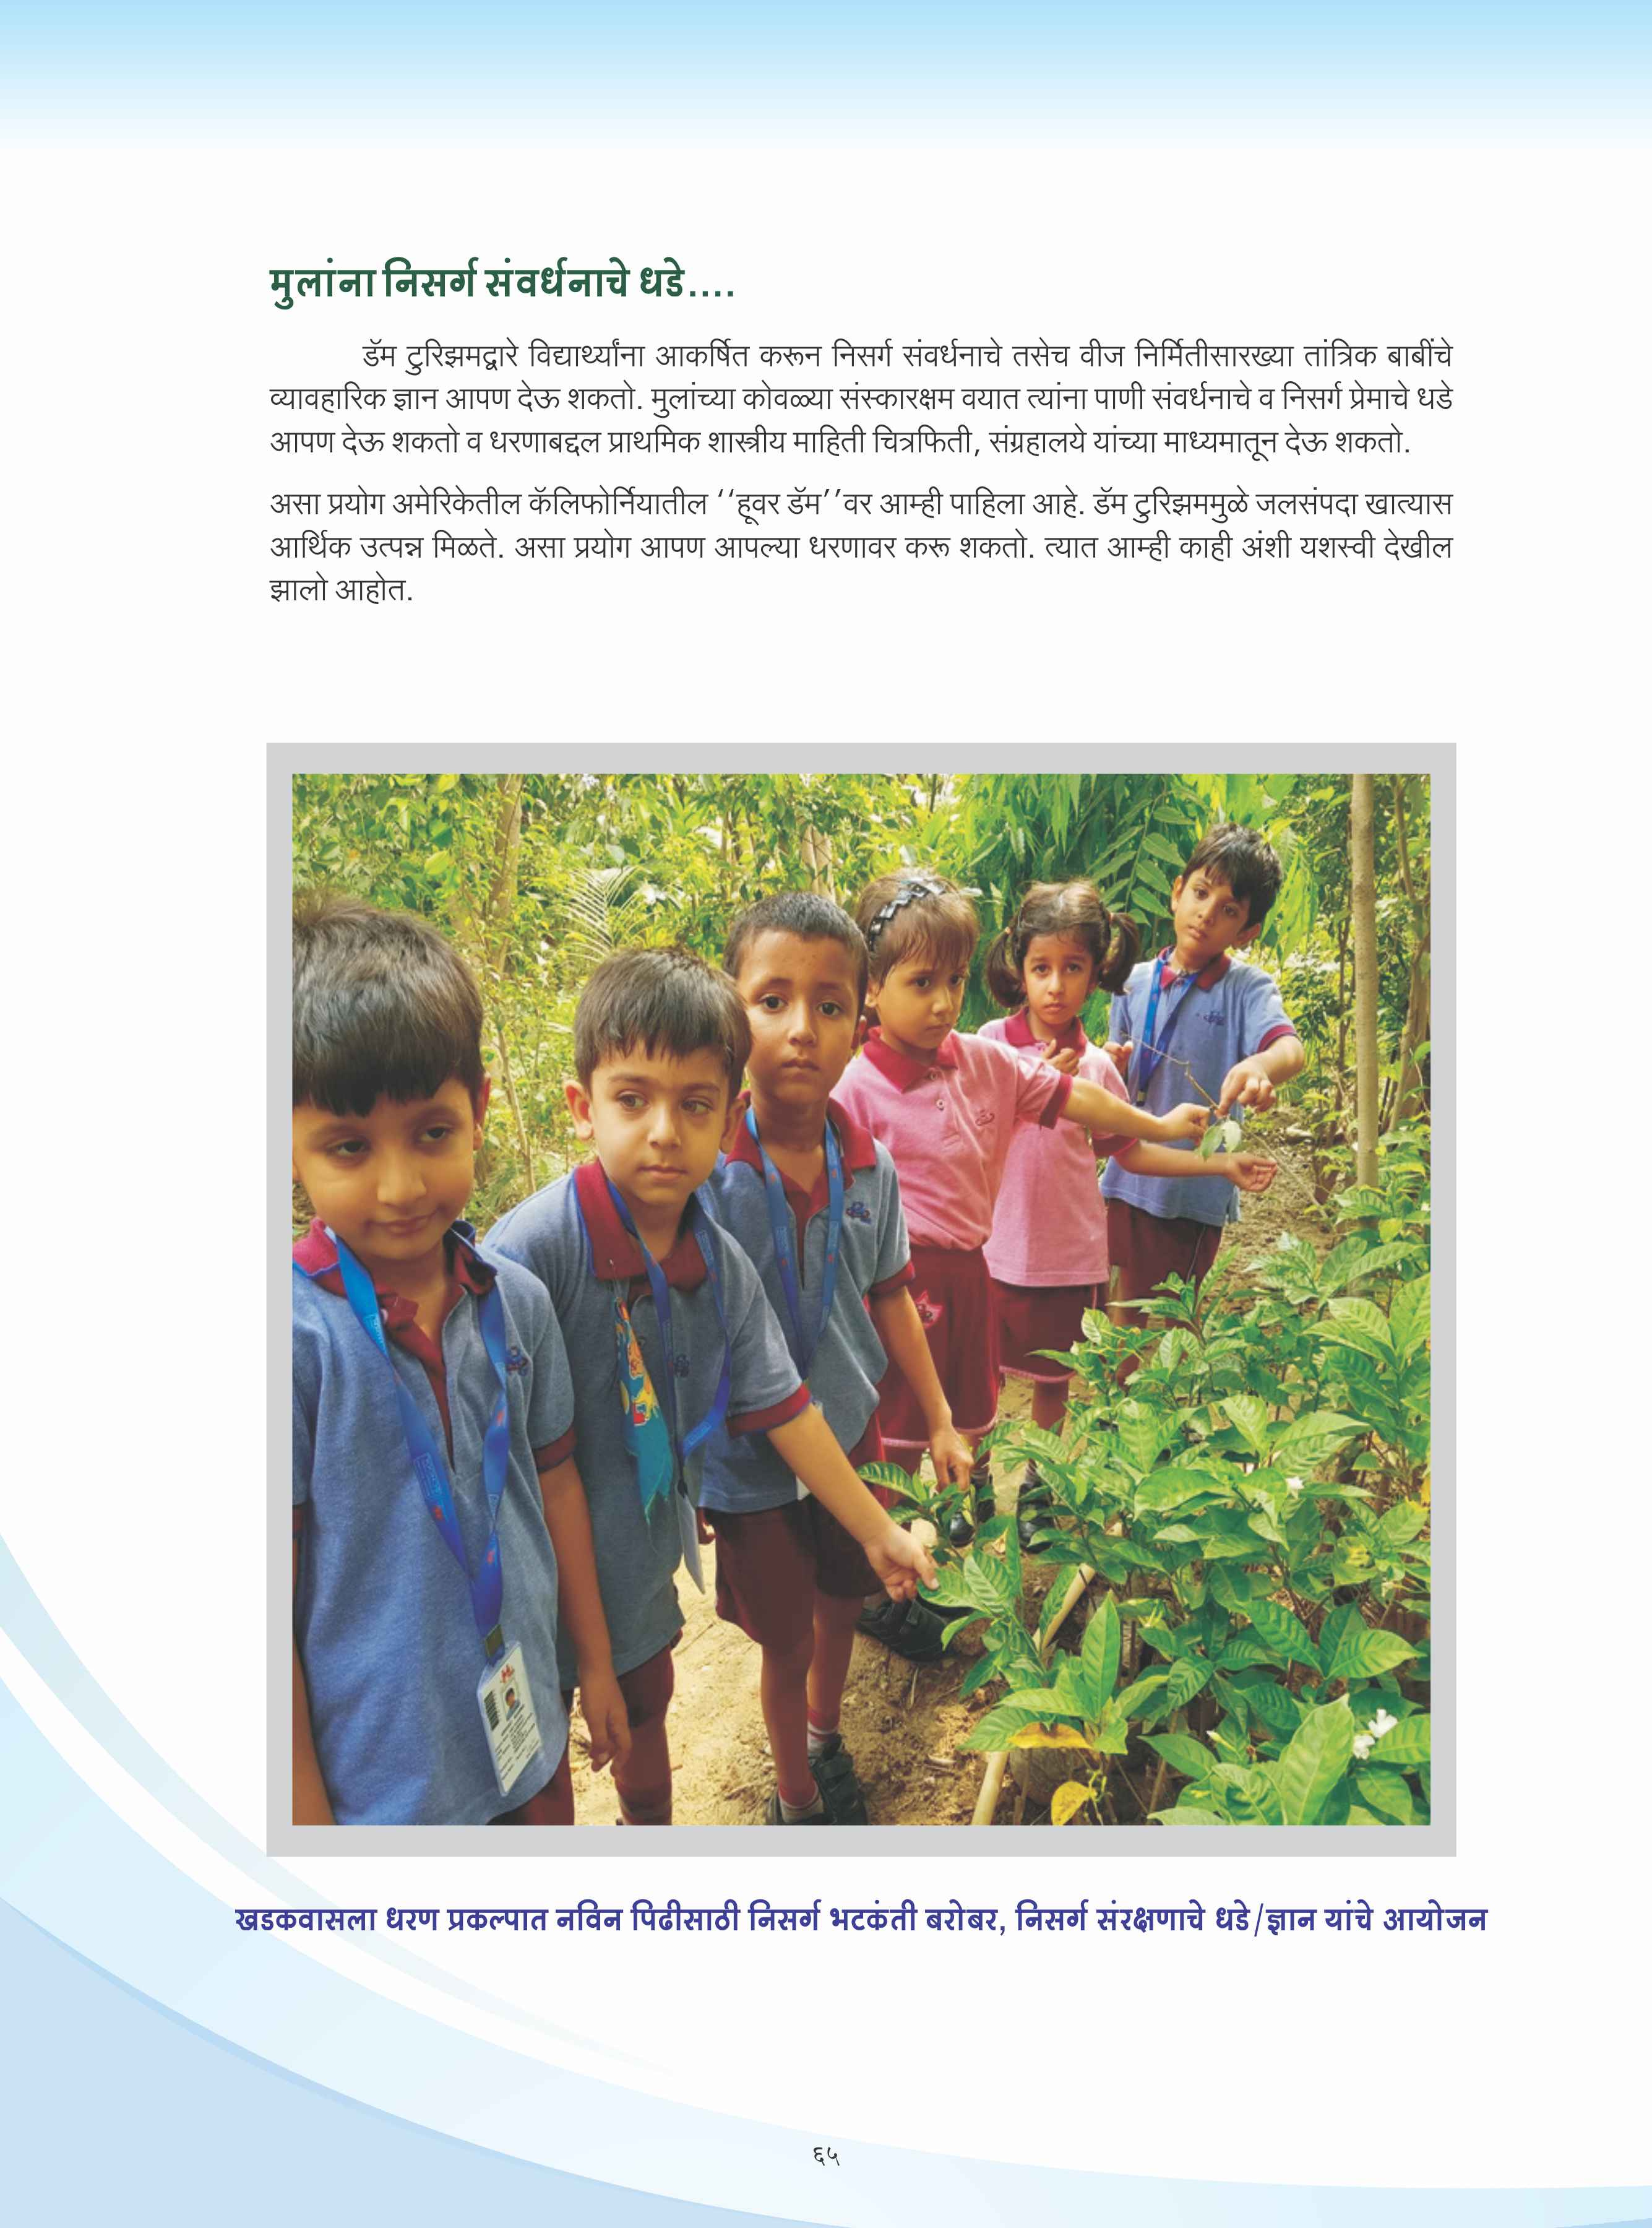 मुलांना निसर्ग संवर्धनाचे धडे....
डॅम टुरिझमद्वारे विद्यार्थ्यांना आकर्षित करून निसर्ग संवर्धनाचे तसेच वीज निर्मितीसारख्या तांत्रिक बाबींचे
व्यावहारिक ज्ञान आपण देऊ शकतो. मुलांच्या कोवळ्या संस्कारक्षम वयात त्यांना पाणी संवर्धनाचे व निसर्ग प्रेमाचे धडे
आपण देऊ शकतो व धरणाबद्दल प्राथमिक शास्त्रीय माहिती चित्रफिती, संग्रहालये यांच्या माध्यमातून देऊ शकतो.
असा प्रयोग अमेरिकेतील कॅलिफोर्नियातील ‘‘हूवर डॅम’’वर आम्ही पाहिला आहे. डॅम टुरिझममुळे जलसंपदा खात्यास
आर्थिक उत्पन्न मिळते. असा प्रयोग आपण आपल्या धरणावर करू शकतो. त्यात आम्ही काही अंशी यशस्वी देखील
झालो आहोत.
खडकवासला धरण प्रकल्पात नविन पिढीसाठी निसर्ग भटकंती बरोबर, निसर्ग संरक्षणाचे धडे/ज्ञान यांचे आयोजन
६५